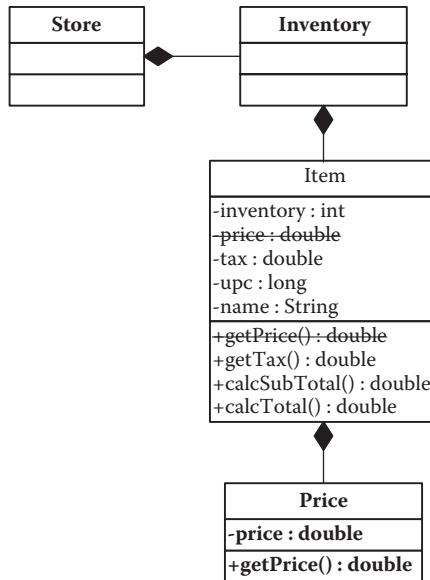 Store
Inventory
Item
-inventory : int
-price : double
-tax : double
-upc : long
-name : String
+getPrice() : double
+getTax() : double
+calcSubTotal() : double
+calcTotal() : double
Price
-price : double
+getPrice() : double